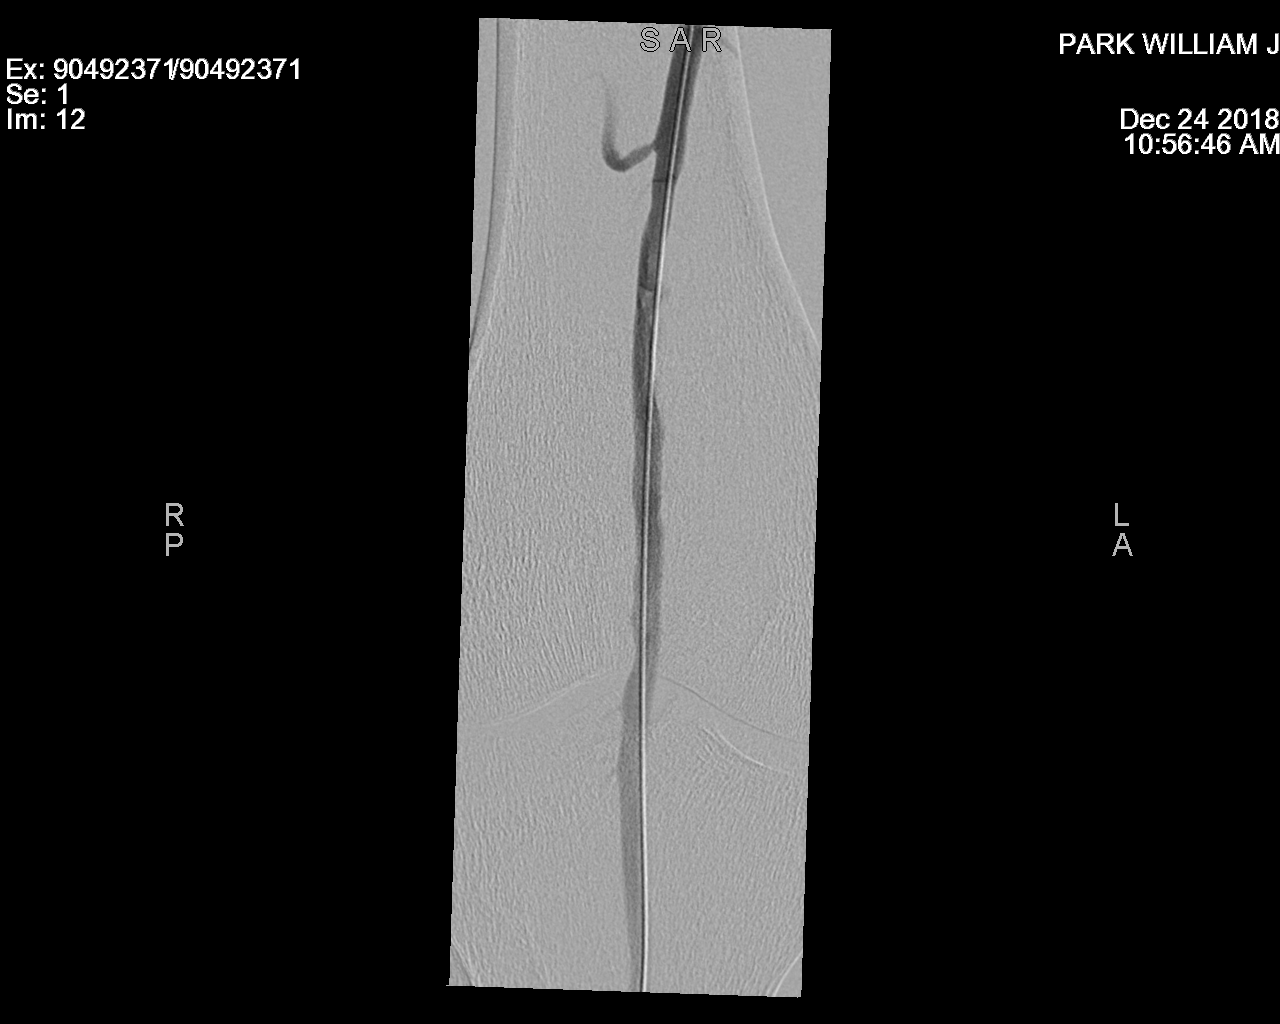 S A R
PARK WILLIAM J
Ex: 90492371/90492371
Se: 1
Im: 12
Dec 24 2018
10:56:46 AM
R
P
L
A